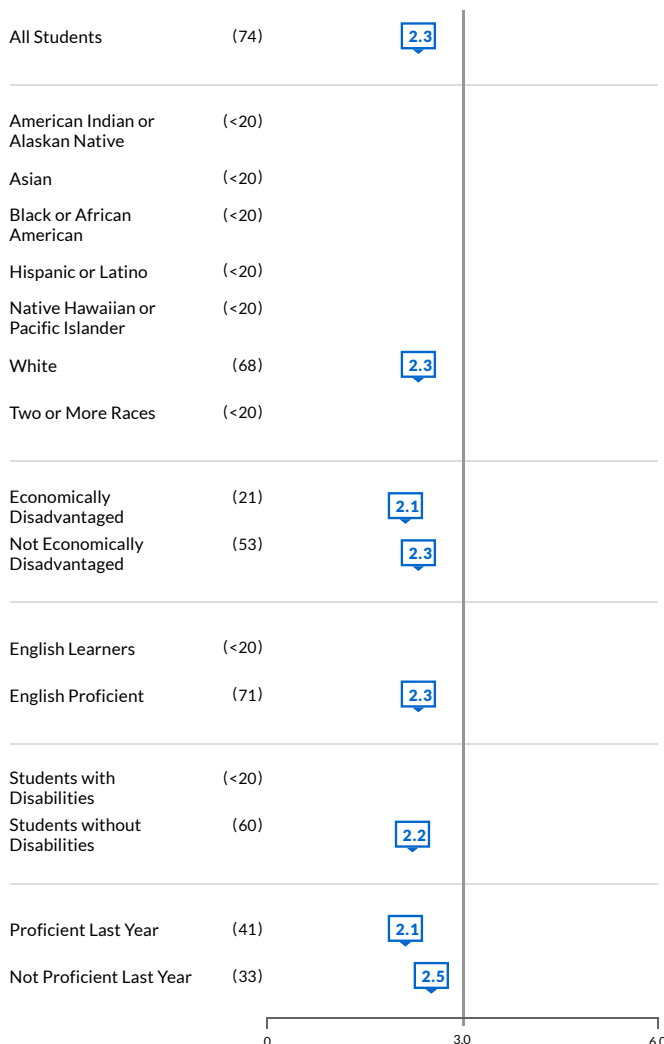 All Students (74) 2.3
American Indian or (<20)
Alaskan Native
Asian (<20)
Black or African (<20)
American
Hispanic or Latino (<20)
Native Hawaiian or (<20)
Pacific Islander
White (68) 2.3
Two or More Races (<20)
Economically (21) 2.1
Disadvantaged
Not Economically (53) 2.3
Disadvantaged
English Learners (<20)
English Proficient (71) 2.3
Students with (<20)
Disabilities
Students without (60) 2.2
Disabilities
Proficient Last Year (41) 2.1
Not Proficient Last Year (33) 2.5
0 3.0 6.0